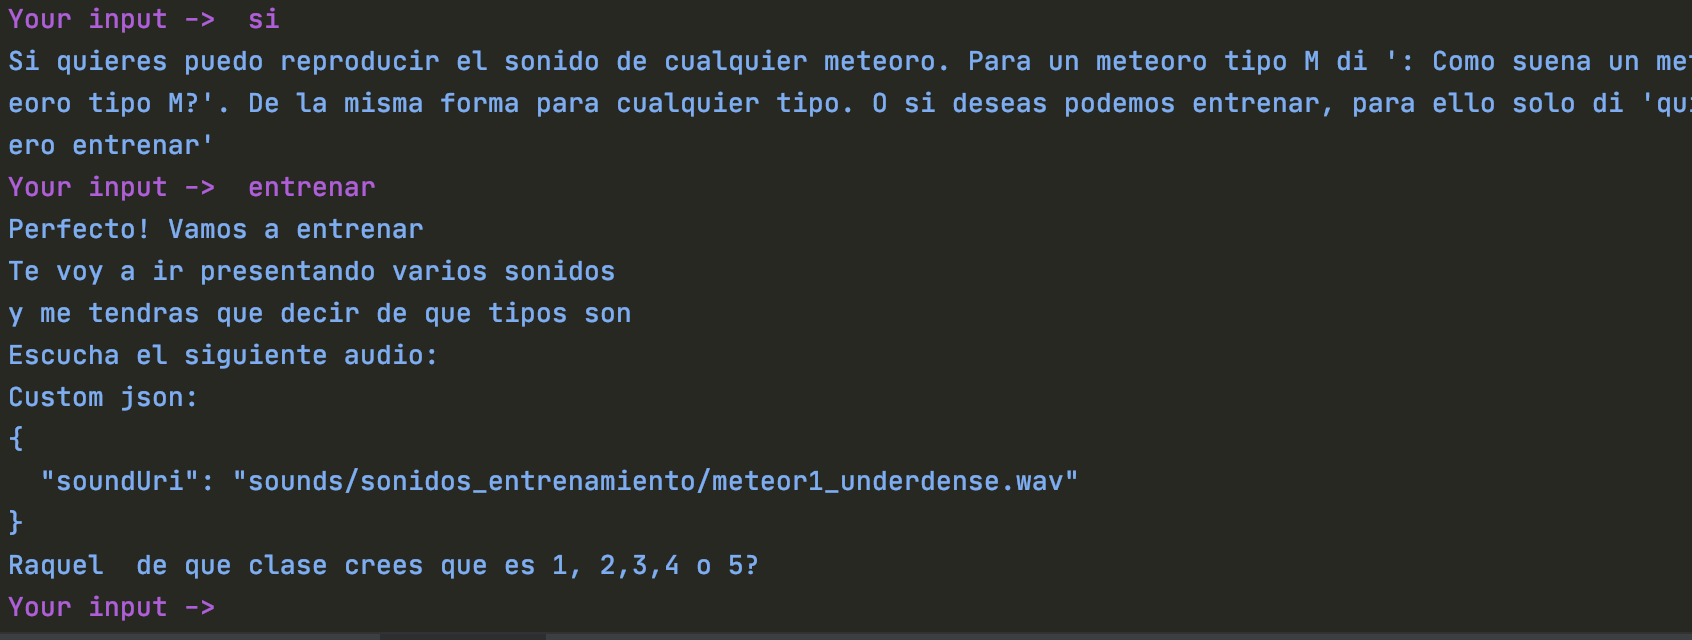 Your input ->  si
Si quieres puedo reproducir el sonido de cualquier meteoro. Para un meteoro tipo M di ': Como suena un met
eoro tipo M?'. De la misma forma para cualquier tipo. O si deseas podemos entrenar, para ello solo di 'qui
ero entrenar'
Your input ->  entrenar
Perfecto! Vamos a entrenar
Te voy a ir presentando varios sonidos
y me tendras que decir de que tipos son
Escucha el siguiente audio:
Custom json:
{
  "soundUri": "sounds/sonidos_entrenamiento/meteor1_underdense.wav"
}
Raquel  de que clase crees que es 1, 2,3,4 o 5?
Your input ->